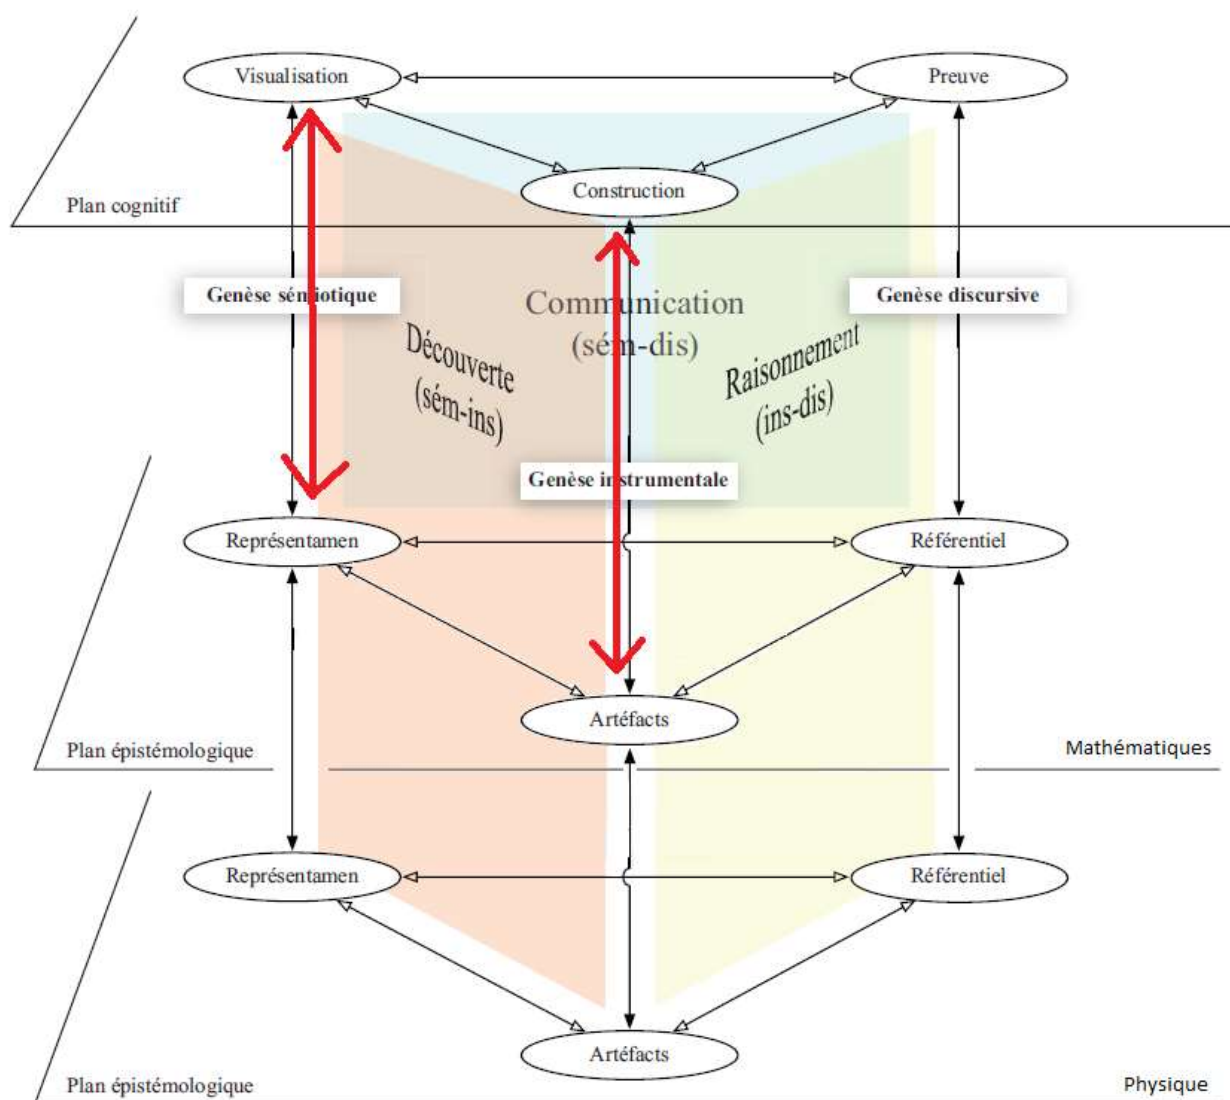 Visualisation
Preuve
Construction
Plan cognitif
Genèse sémiotique
Genèse discursive
Communication
(sém-dis)
Découverte
(sém-ins)
Raisonnement
(ins-dis)
Genèse instrumentale
Représentamen
Référentiel
Artéfacts
Plan épistémologique
Mathématiques
Représentamen
Référentiel
Artéfacts
Plan épistémologique
Physique